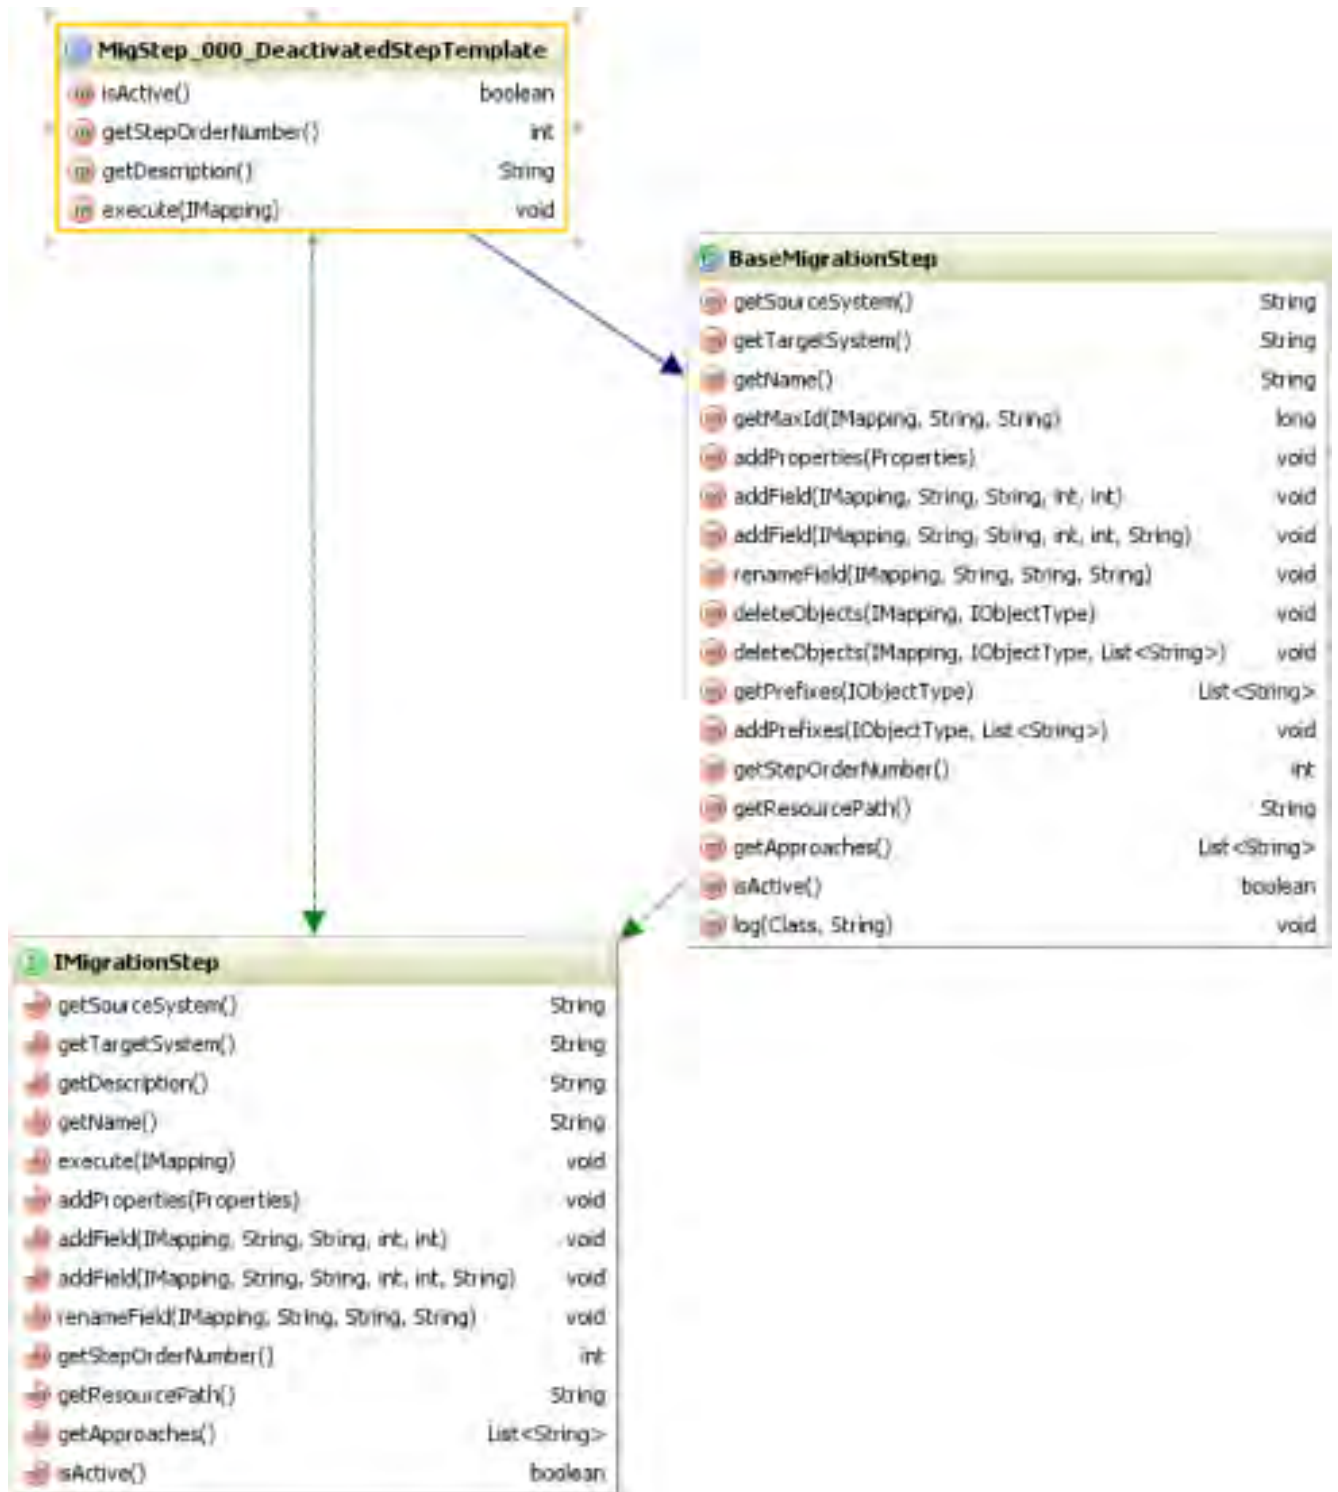 MigStep_000_DeactivatedStepTemplate
isActive() boolean
getStepOrderNumber() int
getDescription() String
execute(IMapping) void
BaseMigrationStep
getSourceSystem() String
getTargetSystem() String
getName() String
getMaxId(IMapping, String, String) long
addProperties(Properties) void
addField(IMapping, String, String, int, int) void
addField(IMapping, String, String, int, int, String) void
renameField(IMapping, String, String, String) void
deleteObjects(IMapping, IObjectType) void
deleteObjects(IMapping, IObjectType, List<String>) void
getPrefixes(IObjectType) List<String>
addPrefixes(IObjectType, List<String>) void
getStepOrderNumber() int
getResourcePath() String
getApproaches() List<String>
isActive() boolean
log(Class, String) void
IMigrationStep
getSourceSystem() String
getTargetSystem() String
getDescription() String
getName() String
execute(IMapping) void
addProperties(Properties) void
addField(IMapping, String, String, int, int) void
addField(IMapping, String, String, int, int, String) void
renameField(IMapping, String, String, String) void
getStepOrderNumber() int
getResourcePath() String
getApproaches() List<String>
isActive() boolean